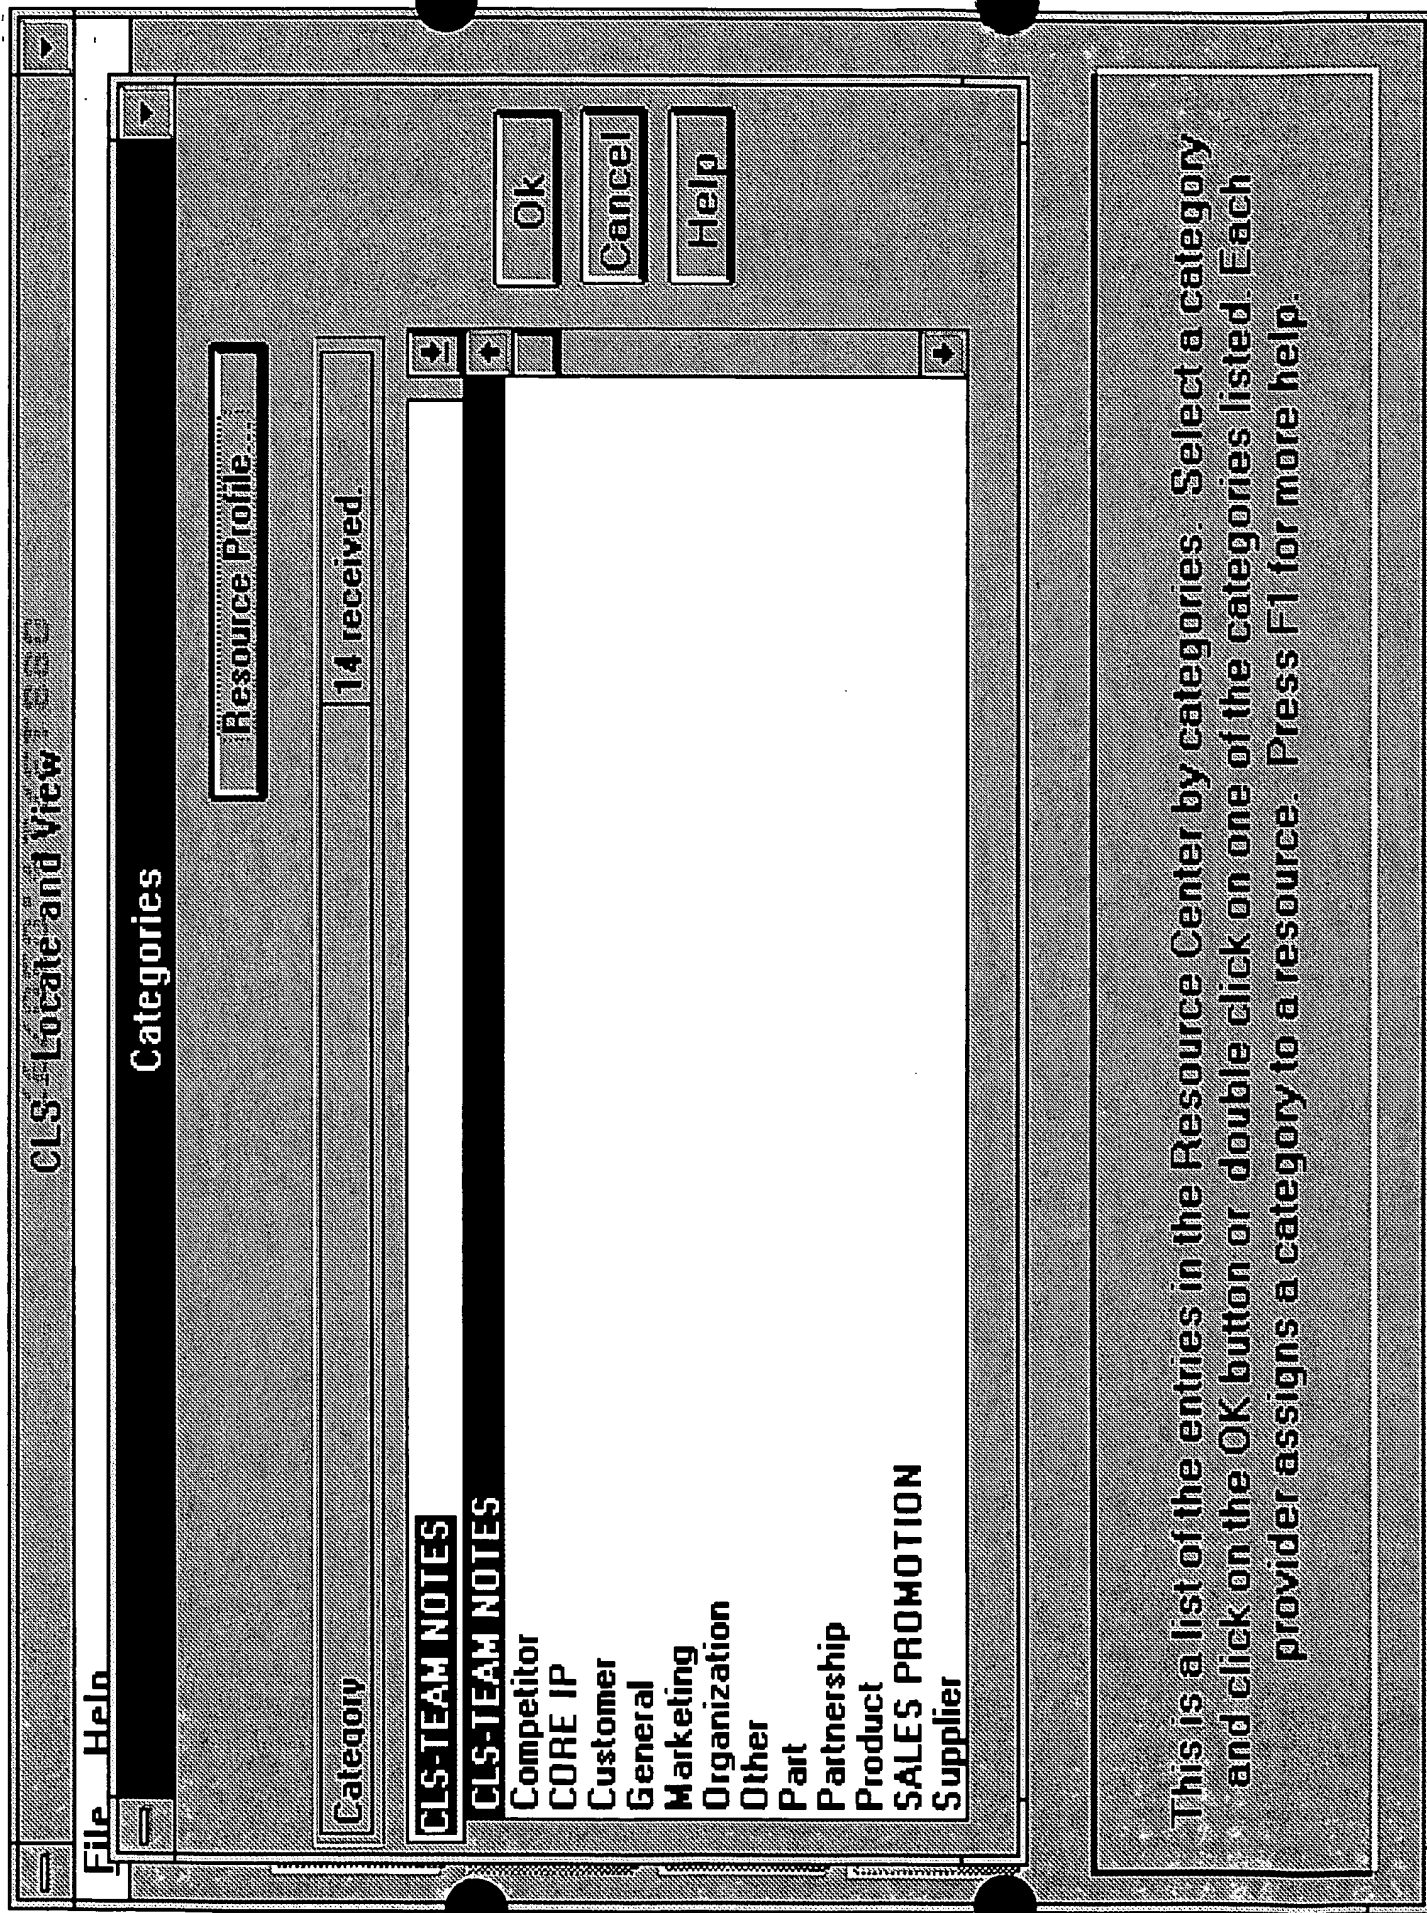 CLS - Locate and View
File Help
Categories
Resource Profile...
Category
14 received.
CLS-TEAM NOTES
CLS-TEAM NOTES
Competitor
CORE IP
Customer
General
Marketing
Organization
Other
Part
Partnership
Product
SALES PROMOTION
Supplier
Ok
Cancel
Help
This is a list of the entries in the Resource Center by categories. Select a category
and click on the OK button or double click on one of the categories listed. Each
provider assigns a category to a resource. Press F1 for more help.